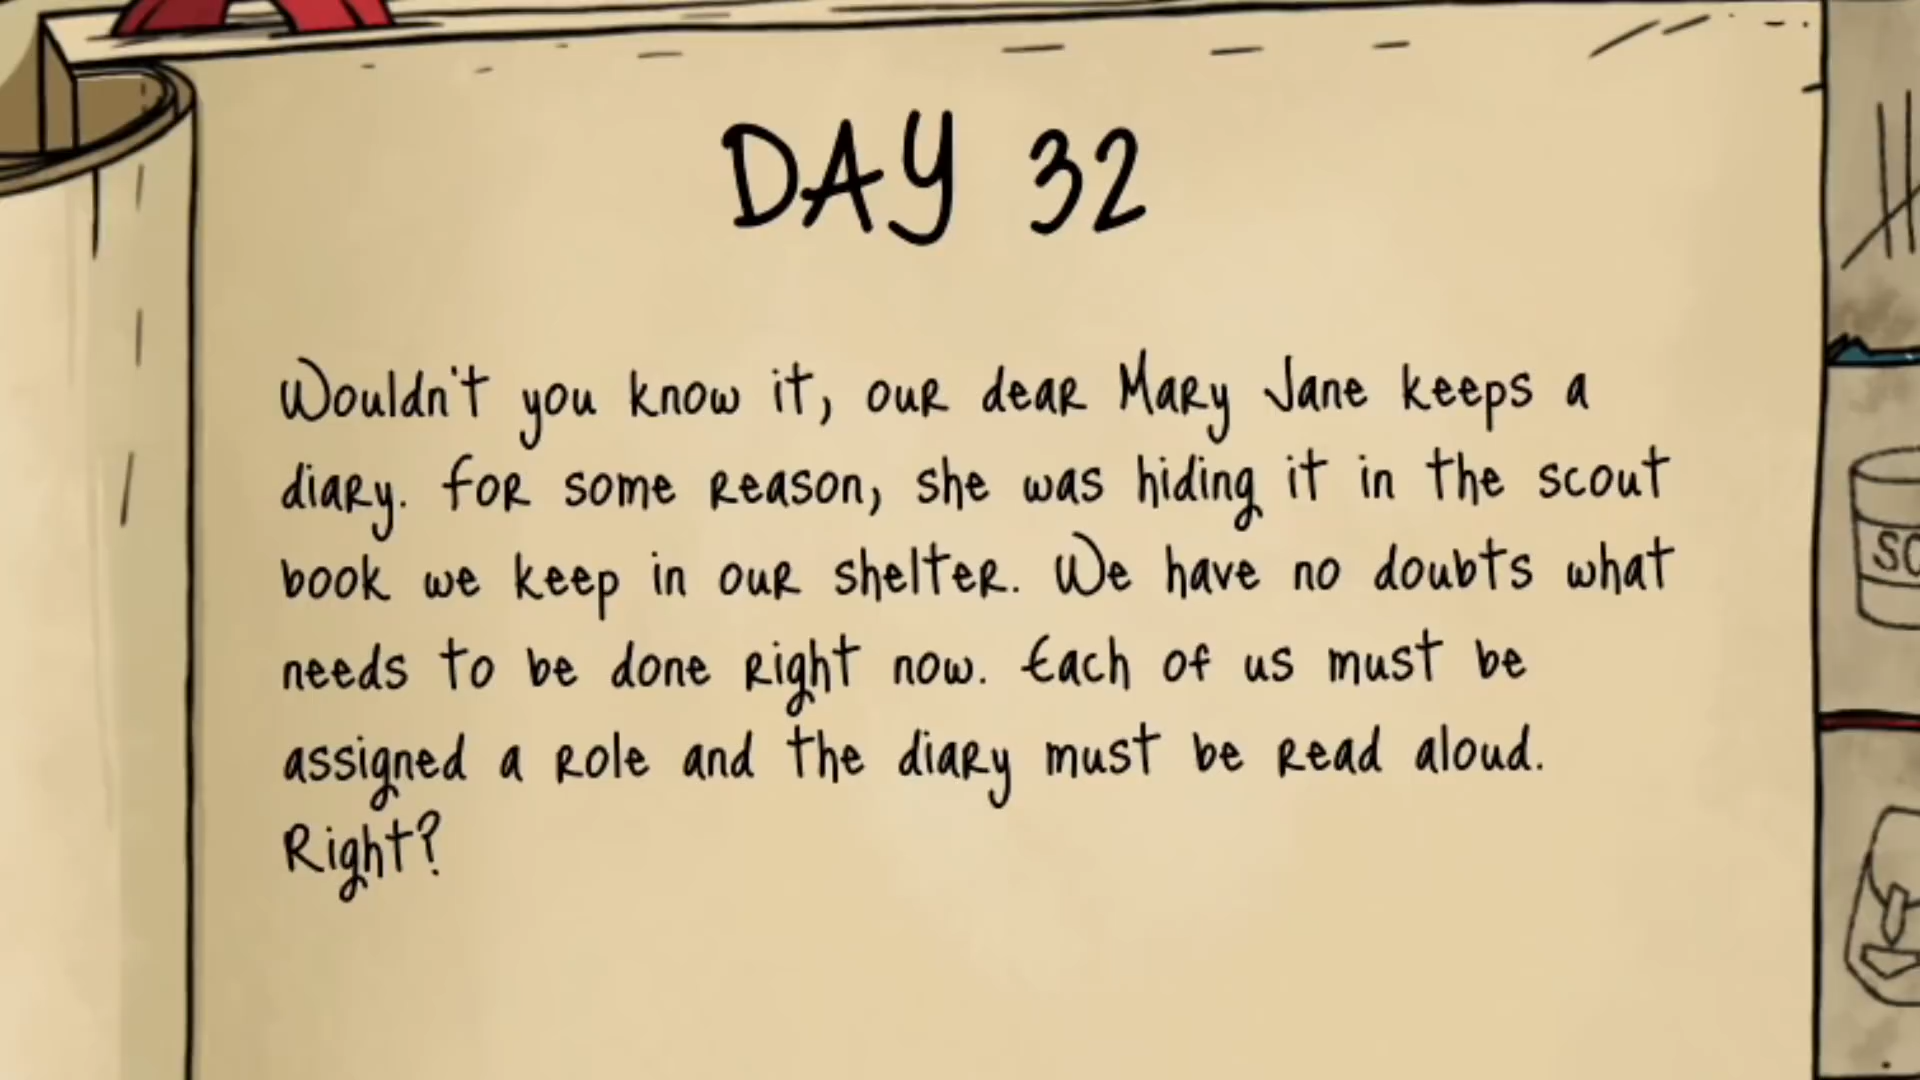 DAY 32
Wouldn't you know it, our dear Mary Jane keeps a
diary. For some reason, she was hiding it in the scout
book we keep in our shelter. We have no doubts what
needs to be done right now. Each of us must be
assigned a role and the diary must be read aloud.
Right?